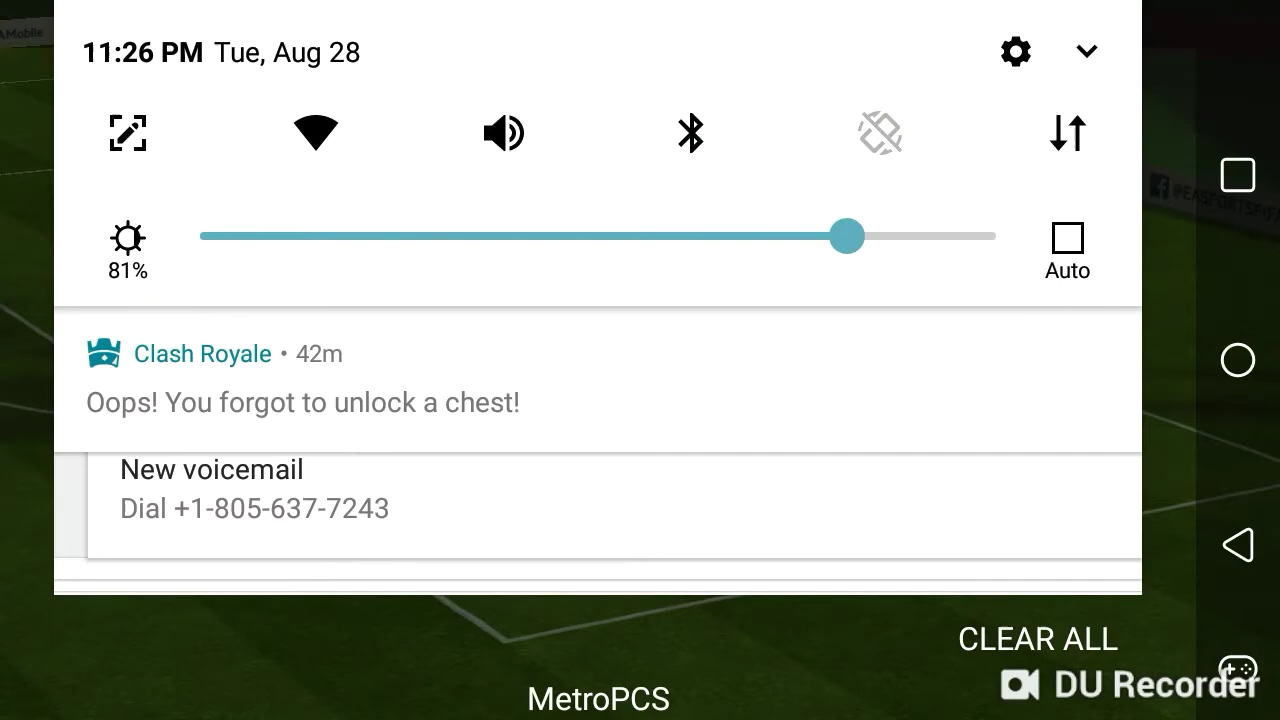 AMobile
11:26 PM Tue, Aug 28
81%
Auto
Clash Royale • 42m
Oops! You forgot to unlock a chest!
New voicemail
Dial +1-805-637-7243
CLEAR ALL
MetroPCS
DU Recorder